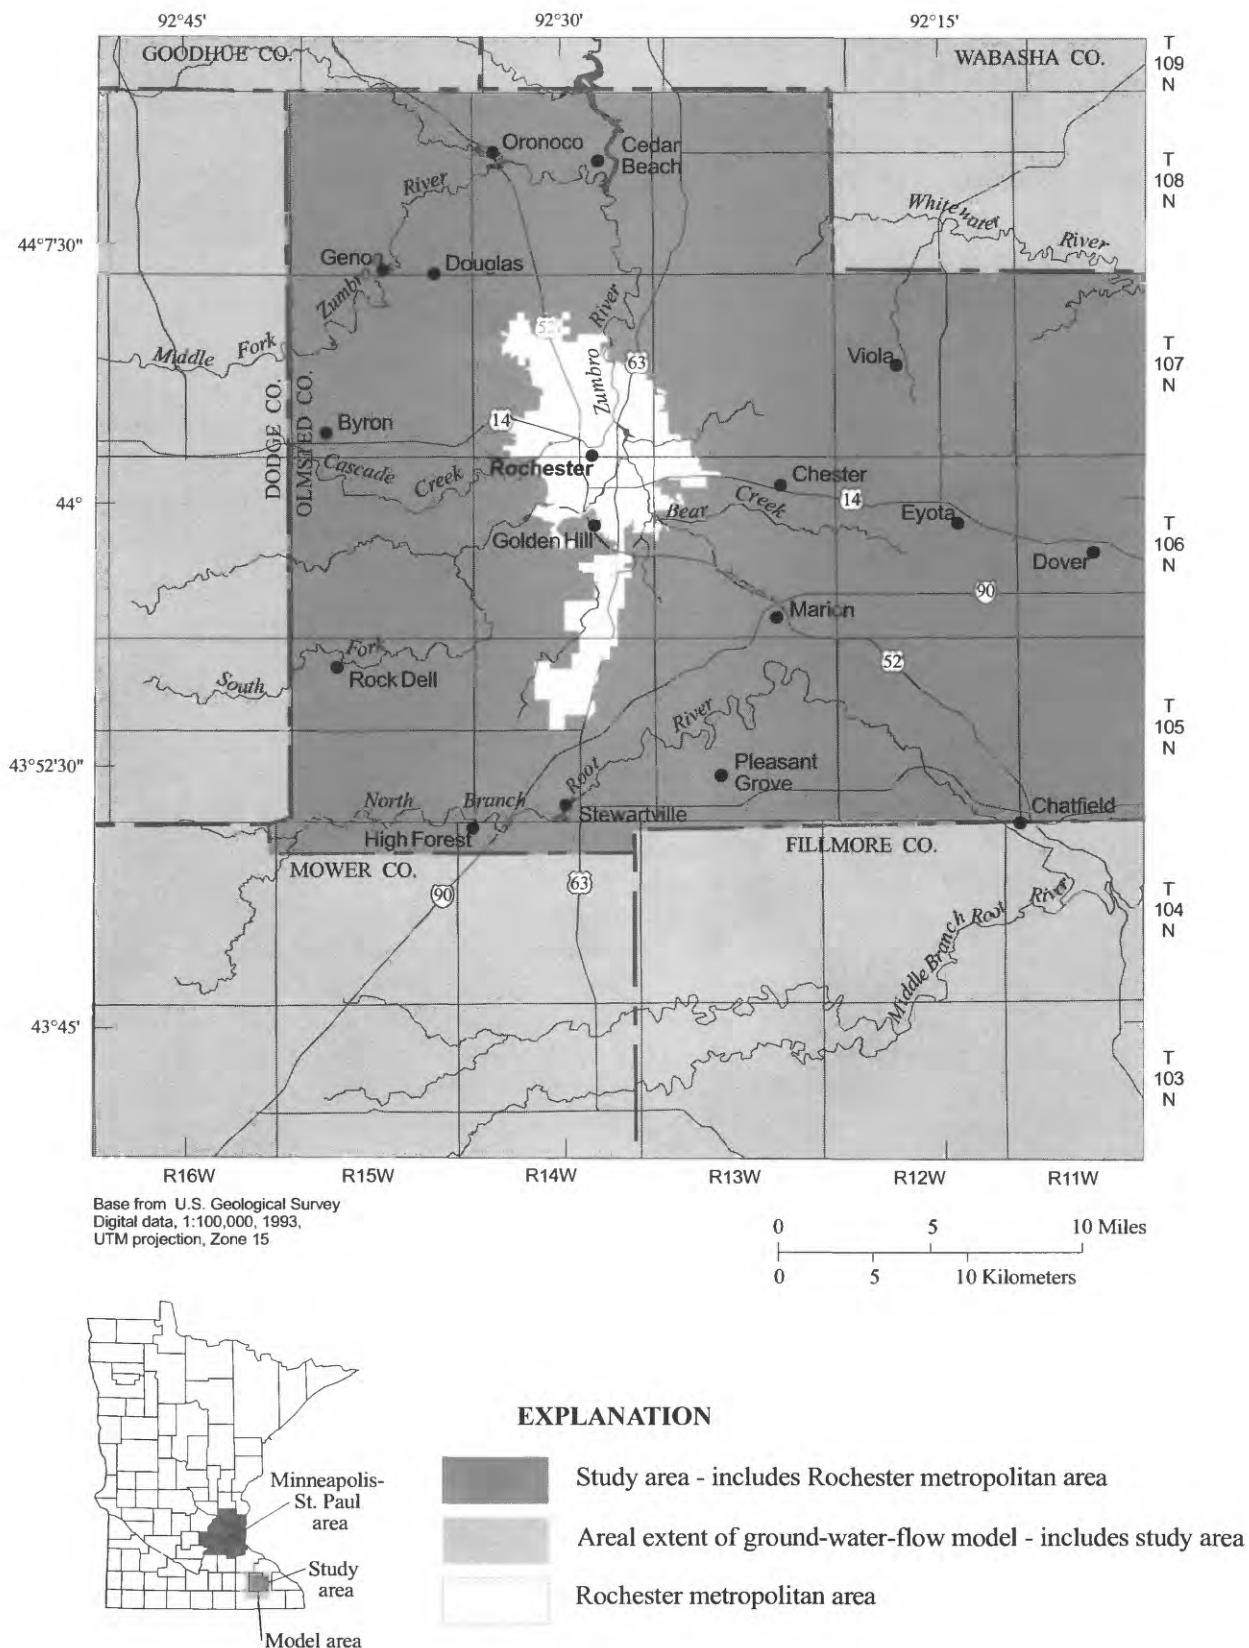 92°45'
92°30'
92°15'
GOODHUE CO.
WABASHA CO.
T
109
N
Oronoco
Cedar
Beach
T
108
N
River
Whitewater
River
44°7'30"
Genoa
Douglas
Zumbro
River
52
Middle Fork
Zumbro
63
Viola
T
107
N
DODGE CO.
OLMSTED CO.
Byron
14
Cascade Creek
Rochester
Chester
44°
Bear Creek
14
Eyota
Golden Hill
T
106
N
Dover
90
Marion
Fork
52
South
Rock Dell
River
T
105
N
43°52'30"
Pleasant
Grove
North Branch Root
Stewartville
Chatfield
High Forest
MOWER CO.
FILLMORE CO.
90
63
T
104
N
Middle Branch Root River
43°45'
T
103
N
R16W
R15W
R14W
R13W
R12W
R11W
Base from U.S. Geological Survey
Digital data, 1:100,000, 1993,
UTM projection, Zone 15
0 5 10 Miles
0 5 10 Kilometers
Minneapolis-
St. Paul
area
Study
area
Model area
EXPLANATION
Study area - includes Rochester metropolitan area
Areal extent of ground-water-flow model - includes study area
Rochester metropolitan area